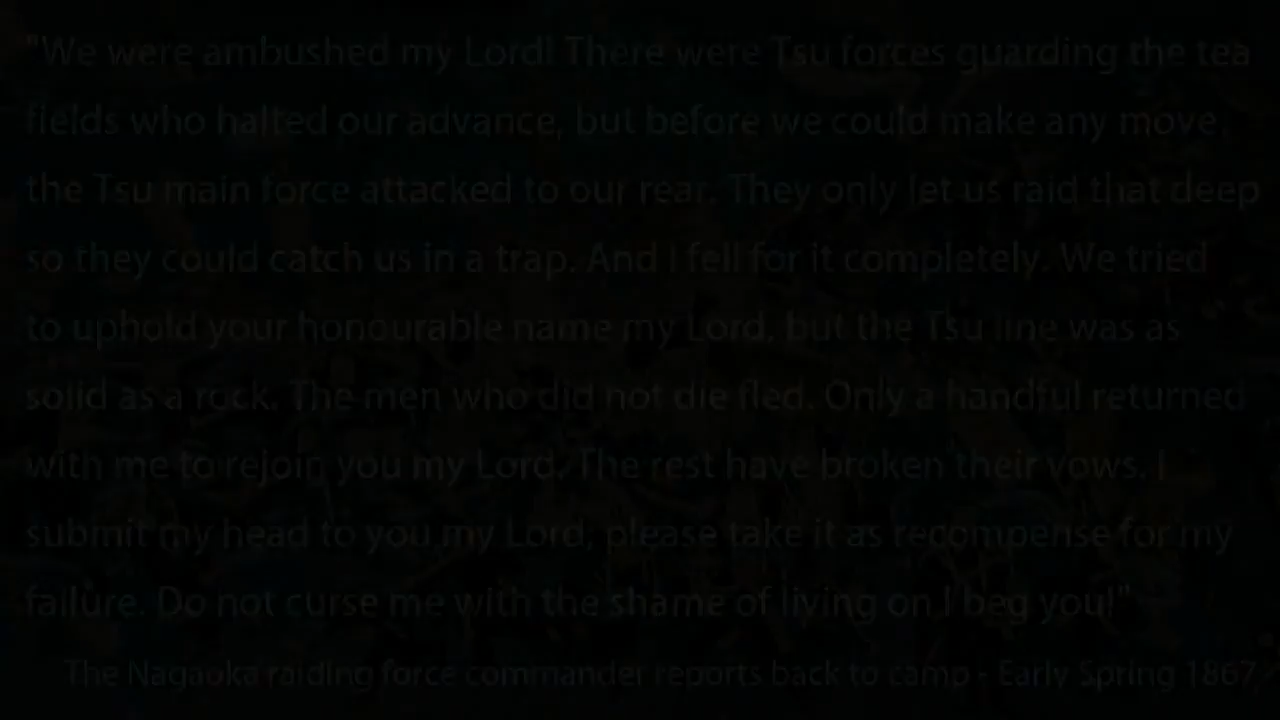 "We were ambushed my Lord! There were Tsu forces guarding the tea
fields who halted our advance, but before we could make any move
the Tsu main force attacked to our rear. They only let us raid that deep
so they could catch us in a trap. And I fell for it completely. We tried
to uphold your honourable name my Lord, but the Tsu line was as
solid as a rock. The men who did not die fled. Only a handful returned
with me to rejoin you my Lord. The rest have broken their vows. I
submit my head to you my Lord, please take it as recompense for my
failure. Do not curse me with the shame of living on I beg you!"
The Nagaoka raiding force commander reports back to camp - Early Spring 1867